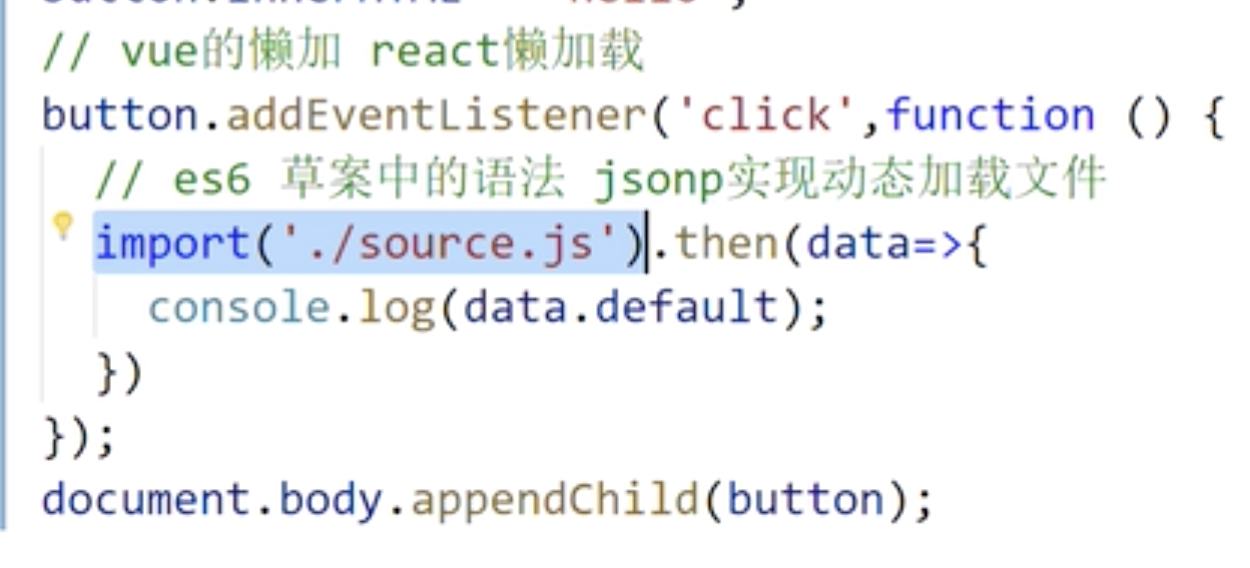 // vue的懒加 react懒加载
button.addEventListener('click',function () {
// es6 草案中的语法 jsonp实现动态加载文件
import('./source.js').then(data=>{
console.log(data.default);
})
});
document.body.appendChild(button);